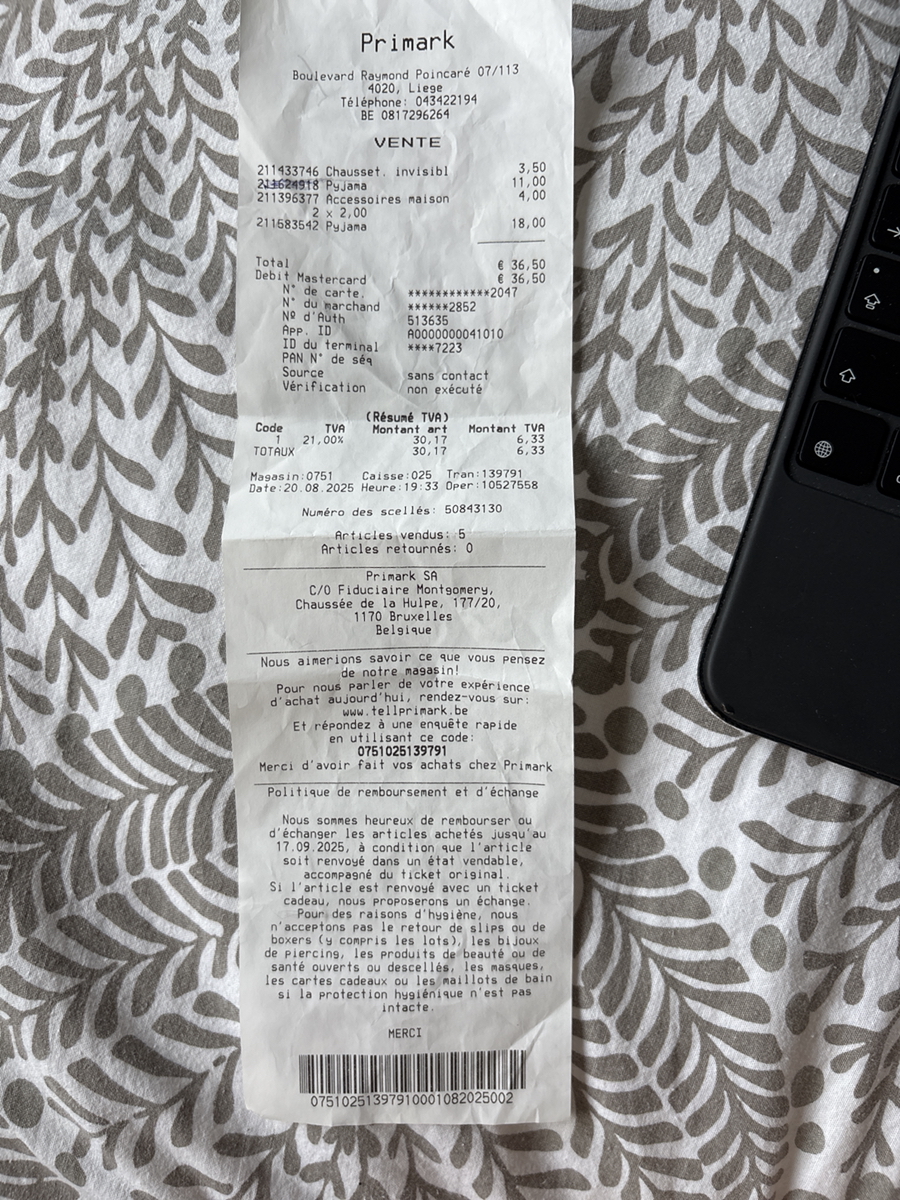 Primark
Boulevard Raymond Poincaré 07/113
4020, Liege
Téléphone: 043422194
BE 0817296264
VENTE
211433746 Chausset. invisibl 3,50
211624918 Pyjama 11,00
211396377 Accessoires maison 4,00
2 x 2,00
211583542 Pyjama 18,00
Total € 36,50
Debit Mastercard € 36,50
N° de carte. ************2047
N° du marchand ******2852
Nº d'Auth 513635
App. ID A0000000041010
ID du terminal ****7223
PAN N° de séq
Source sans contact
Vérification non exécuté
(Résumé TVA)
Code TVA Montant art Montant TVA
1 21,00% 30,17 6,33
TOTAUX 30,17 6,33
Magasin:0751 Caisse:025 Tran:139791
Date:20.08.2025 Heure:19:33 Oper:10527558
Numéro des scellés: 50843130
Articles vendus: 5
Articles retournés: 0
Primark SA
C/O Fiduciaire Montgomery,
Chaussée de la Hulpe, 177/20,
1170 Bruxelles
Belgique
Nous aimerions savoir ce que vous pensez
de notre magasin!
Pour nous parler de votre expérience
d'achat aujourd'hui, rendez-vous sur:
www.tellprimark.be
Et répondez à une enquête rapide
en utilisant ce code:
0751025139791
Merci d'avoir fait vos achats chez Primark
Politique de remboursement et d'échange
Nous sommes heureux de rembourser ou
d'échanger les articles achetés jusqu'au
17.09.2025, à condition que l'article
soit renvoyé dans un état vendable,
accompagné du ticket original.
Si l'article est renvoyé avec un ticket
cadeau, nous proposerons un échange.
Pour des raisons d'hygiène, nous
n'acceptons pas le retour de slips ou de
boxers (y compris les lots), les bijoux
de piercing, les produits de beauté ou de
santé ouverts ou descellés, les masques,
les cartes cadeaux ou les maillots de bain
si la protection hygiénique n'est pas
intacte.
MERCI
07510251397910001082025002